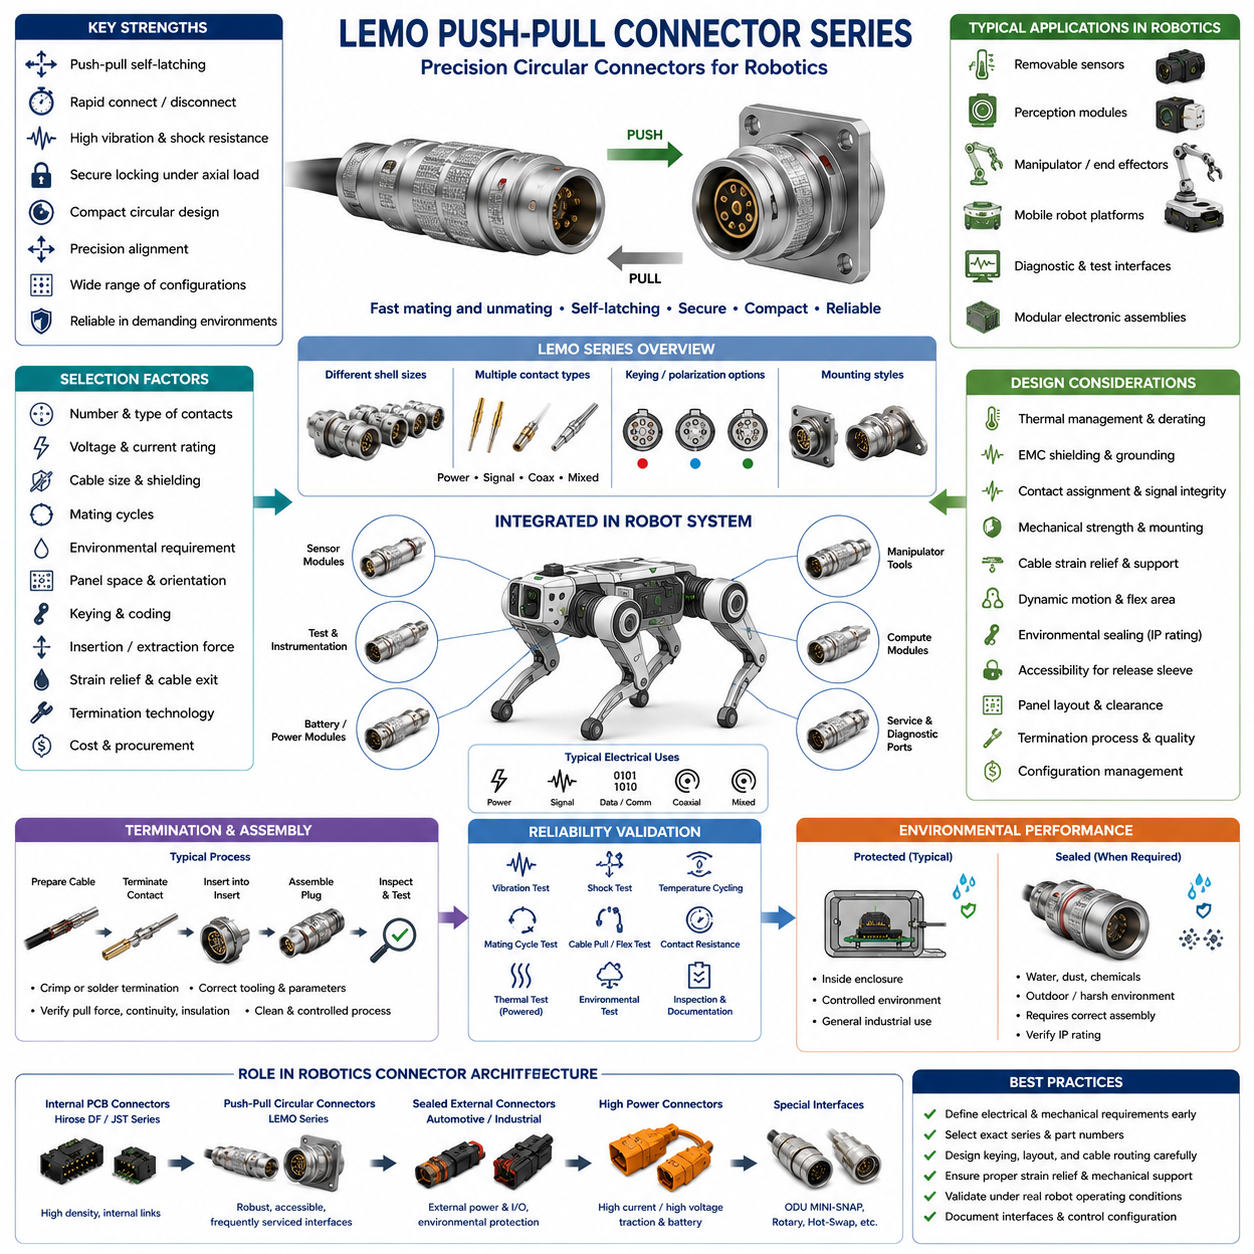 LEMO PUSH-PULL CONNECTOR SERIES
Precision Circular Connectors for Robotics
KEY STRENGTHS
Push-pull self-latching
Rapid connect / disconnect
High vibration & shock resistance
Secure locking under axial load
Compact circular design
Precision alignment
Wide range of configurations
Reliable in demanding environments
PUSH
PULL
Fast mating and unmating • Self-latching • Secure • Compact • Reliable
TYPICAL APPLICATIONS IN ROBOTICS
Removable sensors
Perception modules
Manipulator / end effectors
Mobile robot platforms
Diagnostic & test interfaces
Modular electronic assemblies
LEMO SERIES OVERVIEW
Different shell sizes
Multiple contact types
Power • Signal • Coax • Mixed
Keying / polarization options
Mounting styles
SELECTION FACTORS
Number & type of contacts
Voltage & current rating
Cable size & shielding
Mating cycles
Environmental requirement
Panel space & orientation
Keying & coding
Insertion / extraction force
Strain relief & cable exit
Termination technology
Cost & procurement
INTEGRATED IN ROBOT SYSTEM
Sensor
Modules
Test &
Instrumentation
Battery /
Power Modules
Manipulator
Tools
Compute
Modules
Service &
Diagnostic
Ports
Typical Electrical Uses
Power
Signal
0101
1010
Data / Comm
Coaxial
Mixed
DESIGN CONSIDERATIONS
Thermal management & derating
EMC shielding & grounding
Contact assignment & signal integrity
Mechanical strength & mounting
Cable strain relief & support
Dynamic motion & flex area
Environmental sealing (IP rating)
Accessibility for release sleeve
Panel layout & clearance
Termination process & quality
Configuration management
TERMINATION & ASSEMBLY
Typical Process
Prepare Cable
Terminate
Contact
Insert into
Insert
Assemble
Plug
Inspect
& Test
• Crimp or solder termination • Correct tooling & parameters
• Verify pull force, continuity, insulation • Clean & controlled process
RELIABILITY VALIDATION
Vibration Test
Shock Test
Temperature Cycling
Mating Cycle Test
Cable Pull / Flex Test
Contact Resistance
Thermal Test
(Powered)
Environmental
Test
Inspection &
Documentation
ENVIRONMENTAL PERFORMANCE
Protected (Typical)
• Inside enclosure
• Controlled environment
• General industrial use
Sealed (When Required)
• Water, dust, chemicals
• Outdoor / harsh environment
• Requires correct assembly
• Verify IP rating
ROLE IN ROBOTICS CONNECTOR ARCHITEECTURE
Internal PCB Connectors
Hirose DF / JST Series
High density, internal links
Push-Pull Circular Connectors
LEMO Series
Robust, accessible,
frequently serviced interfaces
Sealed External Connectors
Automotive / Industrial
External power & I/O,
environmental protection
High Power Connectors
High current / high voltage
traction & battery
Special Interfaces
ODU MINI-SNAP,
Rotary, Hot-Swap, etc.
BEST PRACTICES
Define electrical & mechanical requirements early
Select exact series & part numbers
Design keying, layout, and cable routing carefully
Ensure proper strain relief & mechanical support
Validate under real robot operating conditions
Document interfaces & control configuration